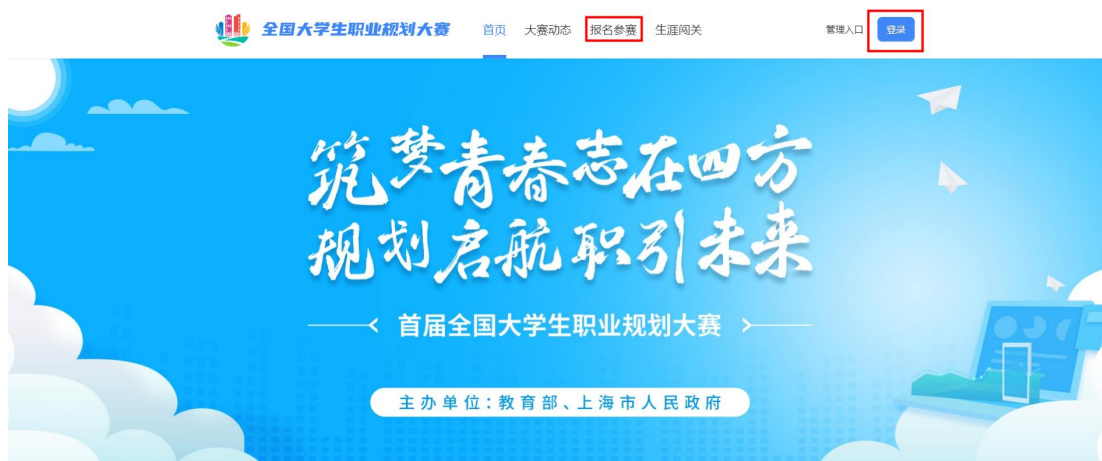 全国大学生职业规划大赛 首页 大赛动态 报名参赛 生涯闯关 管理入口 登录
筑梦青春志在四方
规划启航职引未来
首届全国大学生职业规划大赛
主办单位:教育部、上海市人民政府